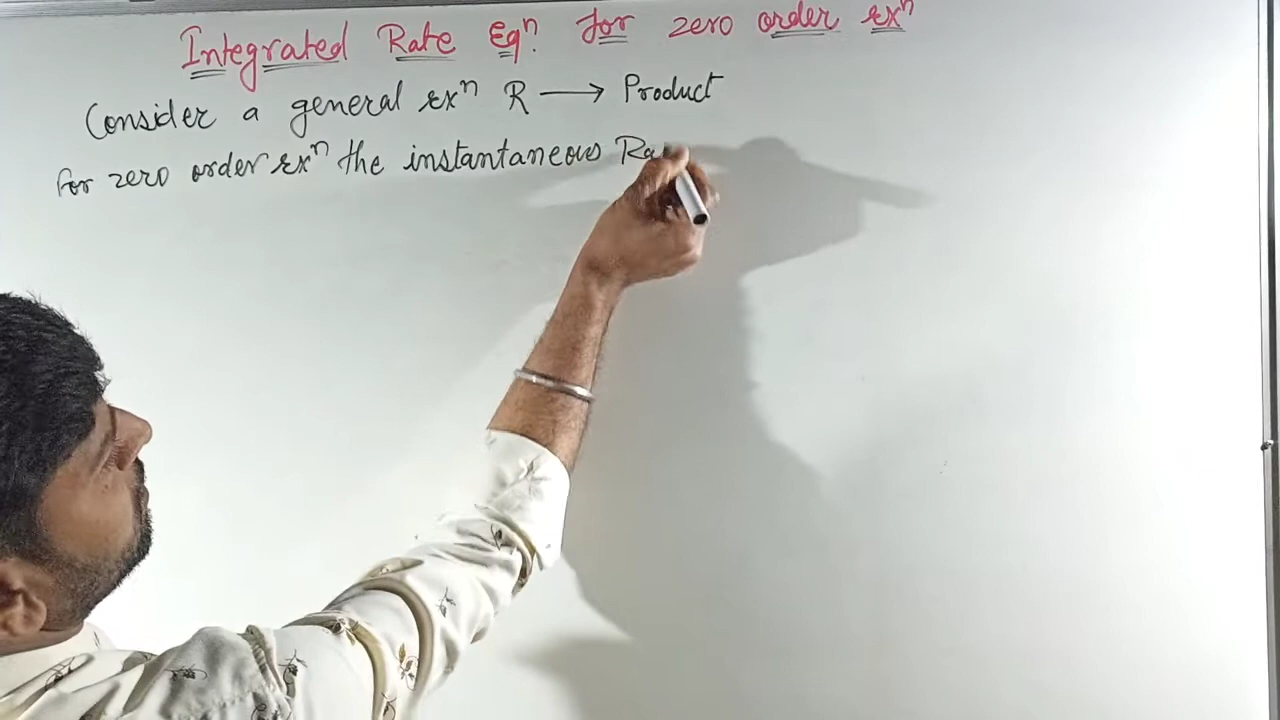 Integrated Rate Eqⁿ. for zero order rxⁿ
Consider a general rxⁿ R ⟶ Product
For zero order rxⁿ the instantaneous